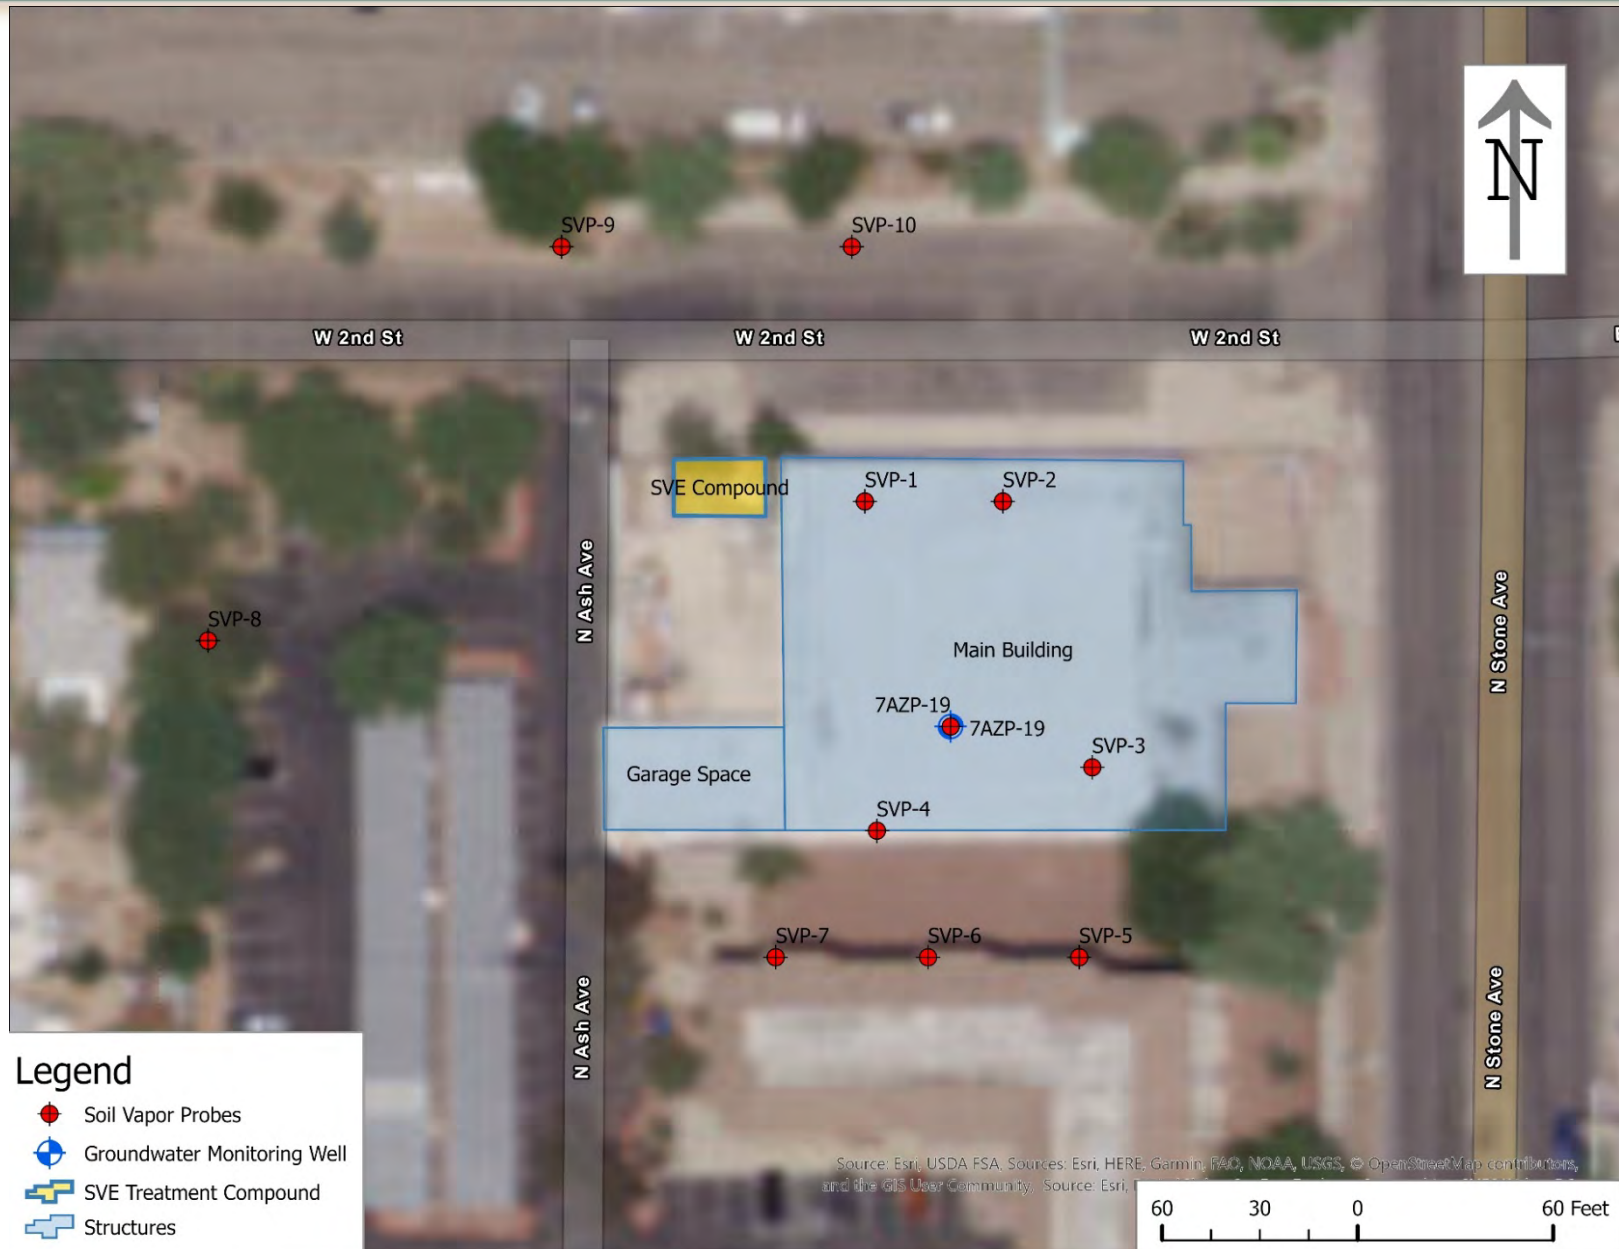 N
SVP-9
SVP-10
W 2nd St
W 2nd St
W 2nd St
SVE Compound
SVP-1
SVP-2
N Ash Ave
N Stone Ave
SVP-8
Main Building
7AZP-19
7AZP-19
SVP-3
Garage Space
SVP-4
SVP-7
SVP-6
SVP-5
N Ash Ave
N Stone Ave
Legend
Soil Vapor Probes
Groundwater Monitoring Well
SVE Treatment Compound
Structures
Source: Esri, USDA FSA, Sources: Esri, HERE, Garmin, FAO, NOAA, USGS, © OpenStreetMap contributors,
and the GIS User Community, Source: Esri,
60 30 0 60 Feet